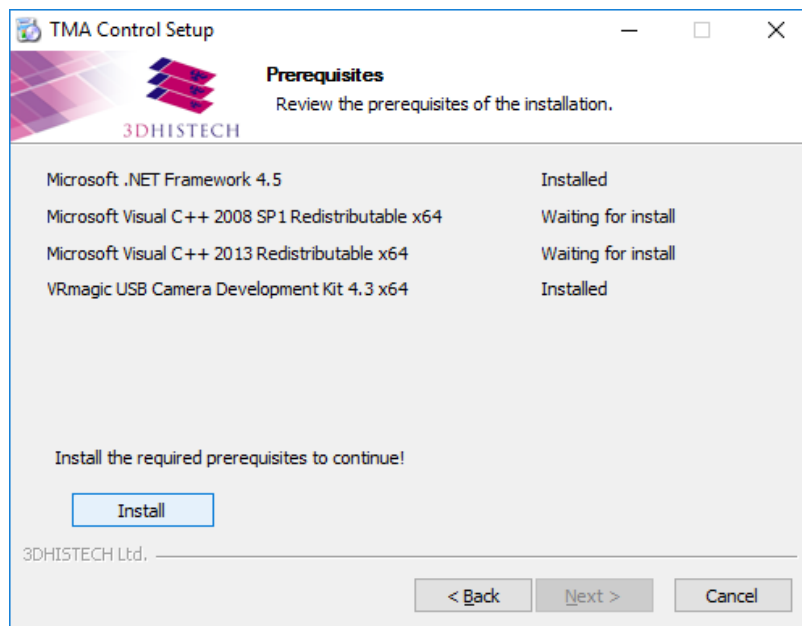 TMA Control Setup
Prerequisites
Review the prerequisites of the installation.
3DHISTECH
Microsoft .NET Framework 4.5 Installed
Microsoft Visual C++ 2008 SP1 Redistributable x64 Waiting for install
Microsoft Visual C++ 2013 Redistributable x64 Waiting for install
VRmagic USB Camera Development Kit 4.3 x64 Installed
Install the required prerequisites to continue!
Install
3DHISTECH Ltd.
< Back Next > Cancel